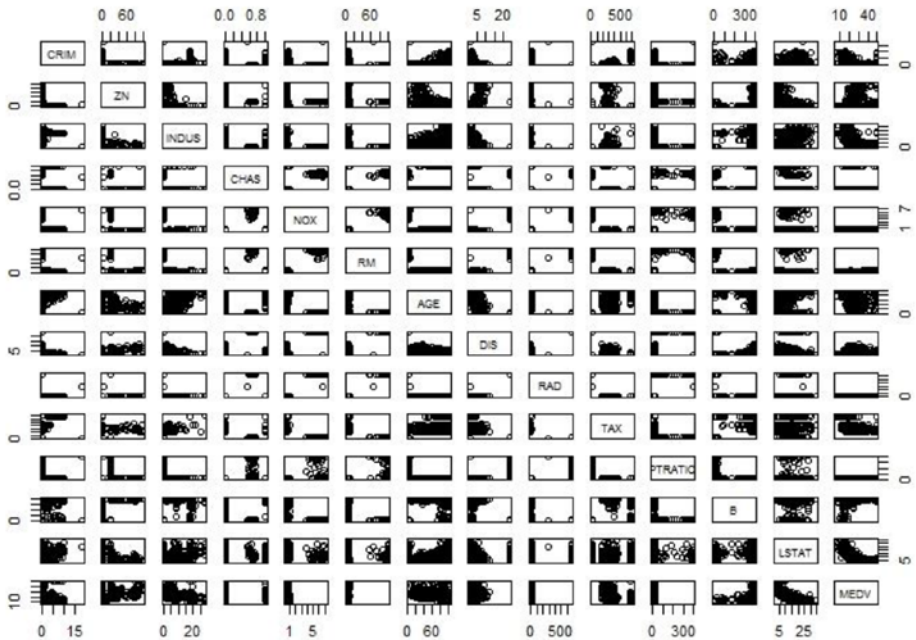 0 60 0.0 0.8 0 60 5 20 0 500 0 300 10 40
CRIM 0
0 ZN
INDUS 0
0.0 CHAS
NOX 1 7
0 RM
AGE 0
5 DIS
RAD 0
0 TAX
PTRATIO 0
0 B
LSTAT 5
10 MEDV
0 15 0 20 1 5 0 60 0 500 0 300 5 25